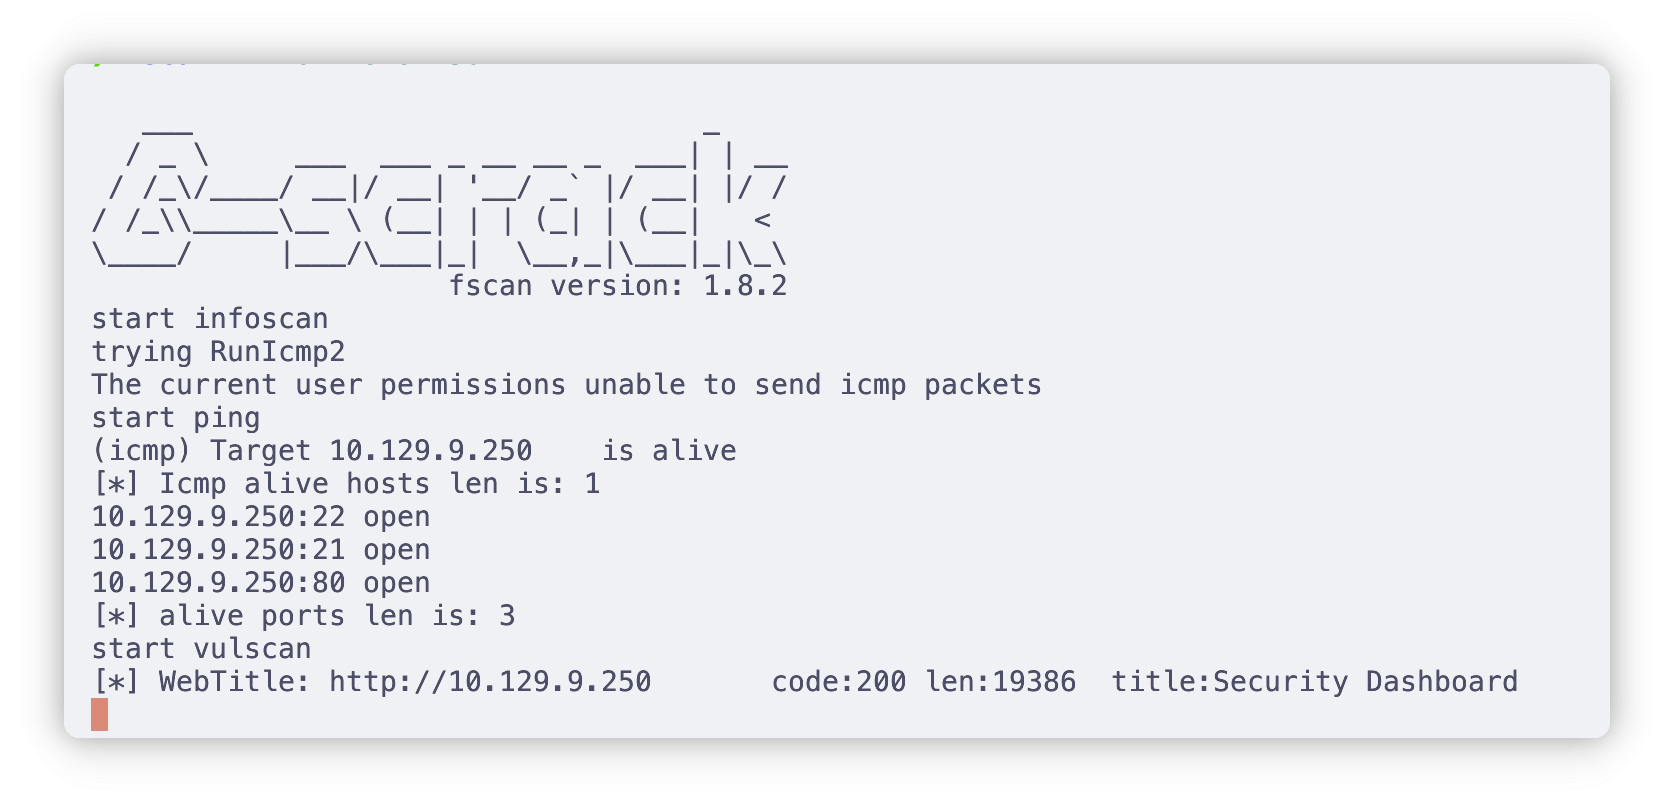 ___                              _
  / _ \     ___  ___ _ __ __ _  ___| | __
 / /_\/____/ __|/ __| '__/ _` |/ __| |/ /
/ /_\\_____\__ \ (__| | | (_| | (__|   <
\____/     |___/\___|_|  \__,_|\___|_|\_\
                     fscan version: 1.8.2
start infoscan
trying RunIcmp2
The current user permissions unable to send icmp packets
start ping
(icmp) Target 10.129.9.250    is alive
[*] Icmp alive hosts len is: 1
10.129.9.250:22 open
10.129.9.250:21 open
10.129.9.250:80 open
[*] alive ports len is: 3
start vulscan
[*] WebTitle: http://10.129.9.250       code:200 len:19386  title:Security Dashboard